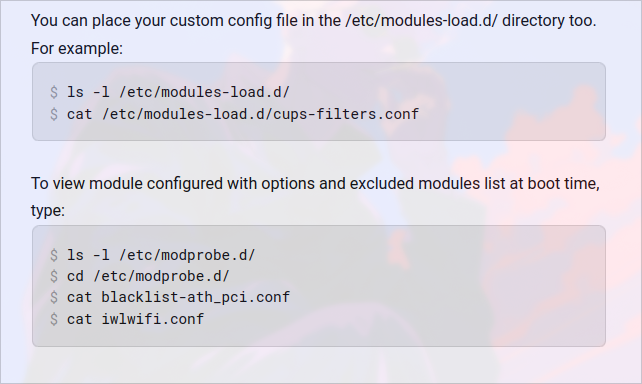 You can place your custom config file in the /etc/modules-load.d/ directory too.
For example:
$ ls -l /etc/modules-load.d/
$ cat /etc/modules-load.d/cups-filters.conf
To view module configured with options and excluded modules list at boot time,
type:
$ ls -l /etc/modprobe.d/
$ cd /etc/modprobe.d/
$ cat blacklist-ath_pci.conf
$ cat iwlwifi.conf